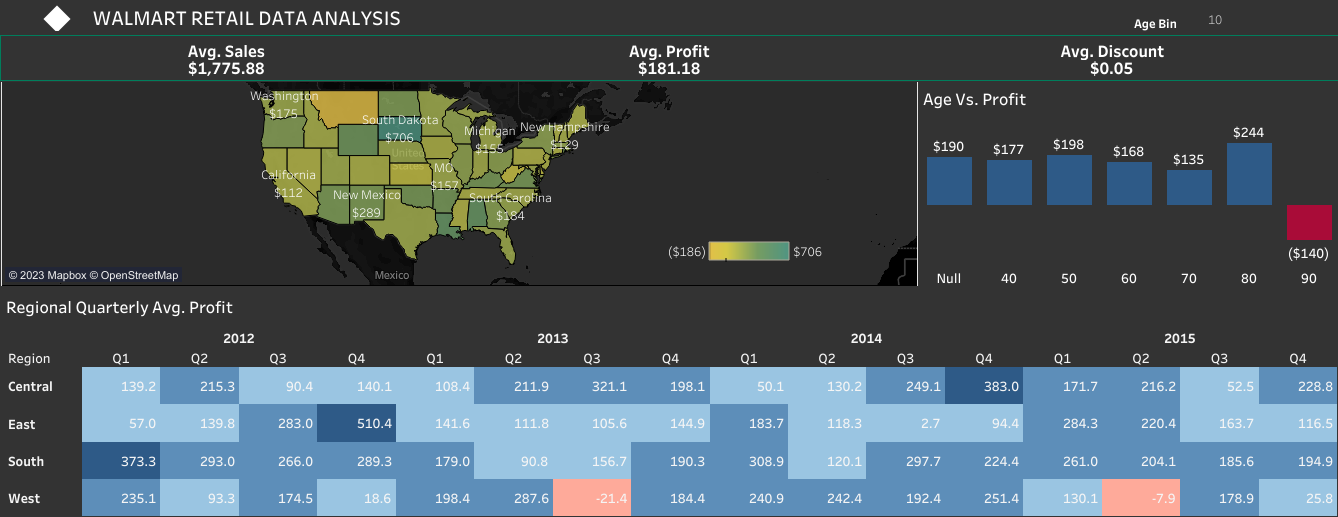 WALMART RETAIL DATA ANALYSIS
Age Bin 10
Avg. Sales Avg. Profit Avg. Discount
$1,775.88 $181.18 $0.05
Washington
$175
South Dakota
$706
Michigan
$155
New Hampshire
$129
United States
MO
$157
California
$112
New Mexico
$289
South Carolina
$184
($186) $706
Mexico
© 2023 Mapbox © OpenStreetMap
Age Vs. Profit
$190 $177 $198 $168 $135 $244 ($140)
Null 40 50 60 70 80 90
Regional Quarterly Avg. Profit
2012 2013 2014 2015
Region Q1 Q2 Q3 Q4 Q1 Q2 Q3 Q4 Q1 Q2 Q3 Q4 Q1 Q2 Q3 Q4
Central 139.2 215.3 90.4 140.1 108.4 211.9 321.1 198.1 50.1 130.2 249.1 383.0 171.7 216.2 52.5 228.8
East 57.0 139.8 283.0 510.4 141.6 111.8 105.6 144.9 183.7 118.3 2.7 94.4 284.3 220.4 163.7 116.5
South 373.3 293.0 266.0 289.3 179.0 90.8 156.7 190.3 308.9 120.1 297.7 224.4 261.0 204.1 185.6 194.9
West 235.1 93.3 174.5 18.6 198.4 287.6 -21.4 184.4 240.9 242.4 192.4 251.4 130.1 -7.9 178.9 25.8